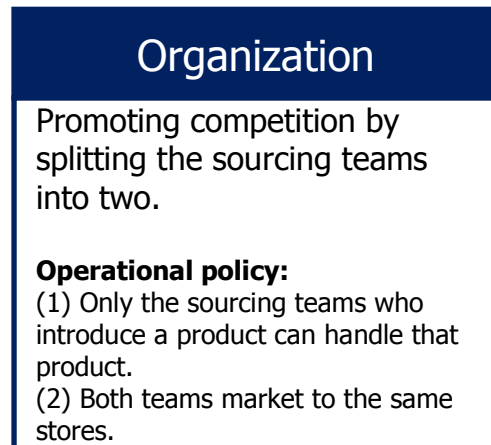 Organization
Promoting competition by
splitting the sourcing teams
into two.
Operational policy:
(1) Only the sourcing teams who
introduce a product can handle that
product.
(2) Both teams market to the same
stores.